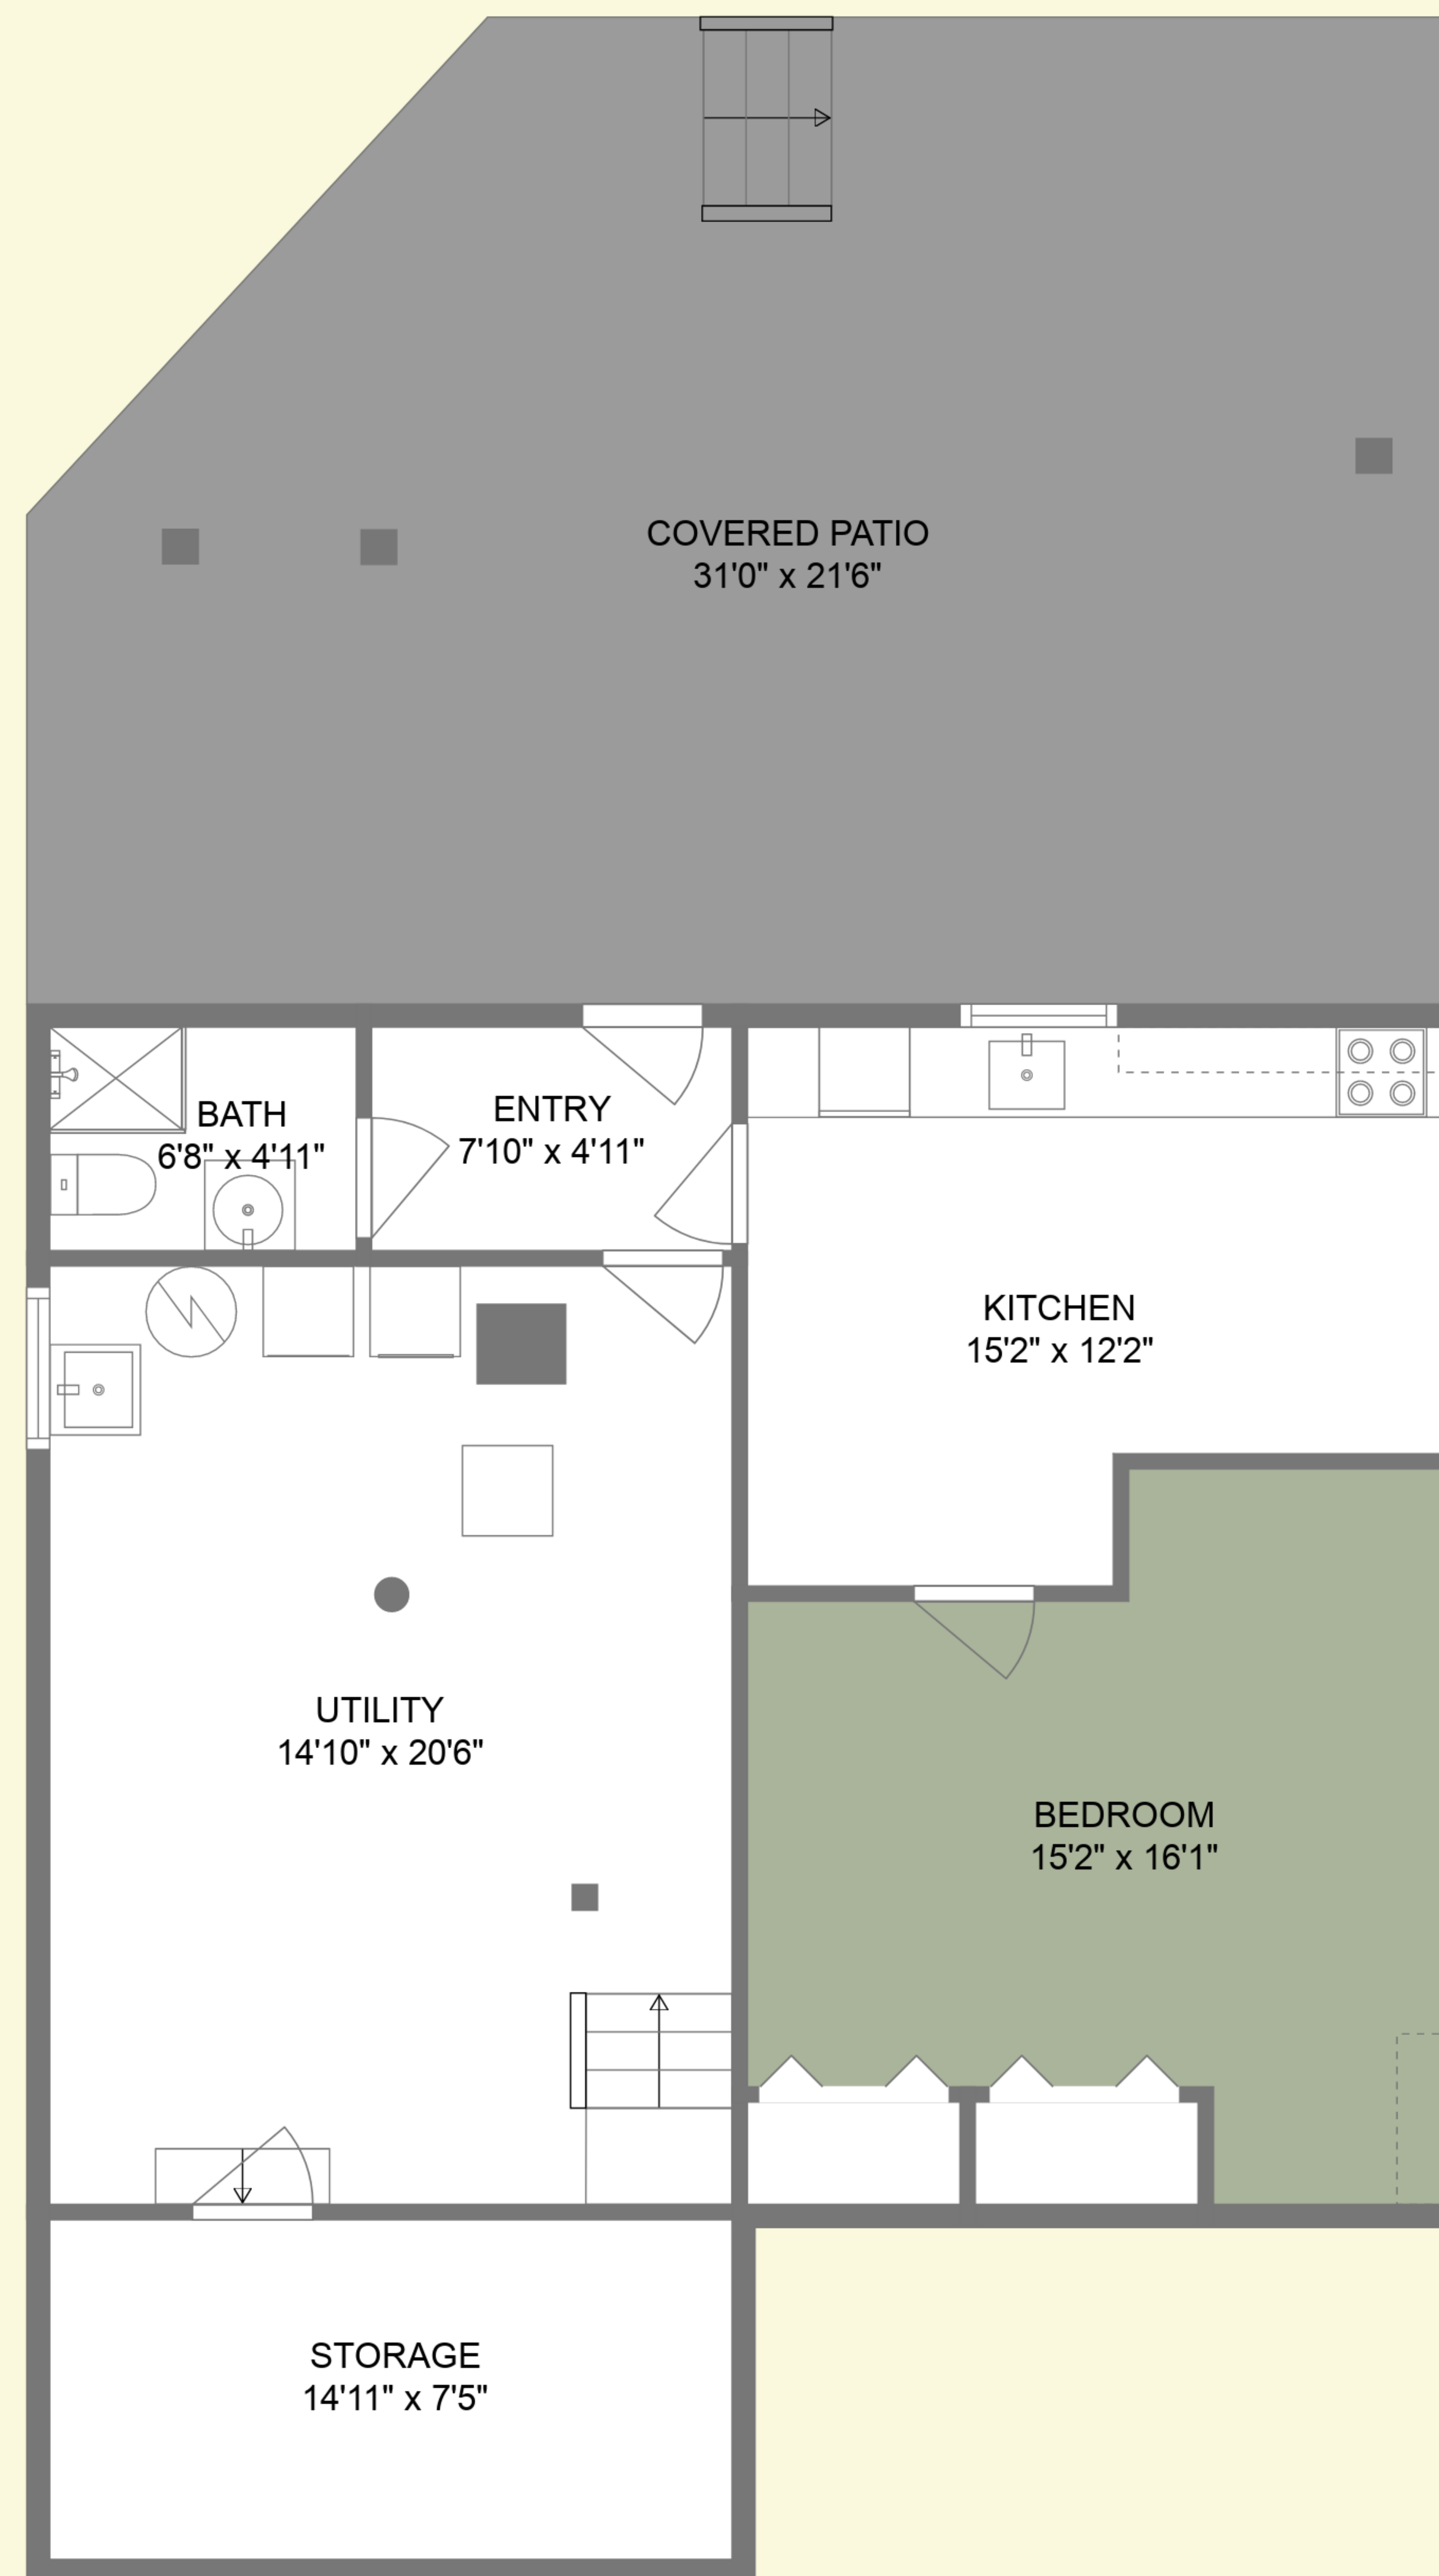 COVERED PATIO
31'0" x 21'6"
BATH
6'8" x 4'11"
ENTRY
7'10" x 4'11"
KITCHEN
15'2" x 12'2"
UTILITY
14'10" x 20'6"
BEDROOM
15'2" x 16'1"
STORAGE
14'11" x 7'5"